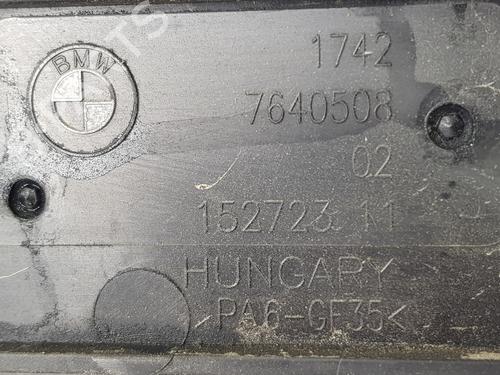 BMW
1742
7640508
02
152723 11
HUNGARY
>PA6-GF35<